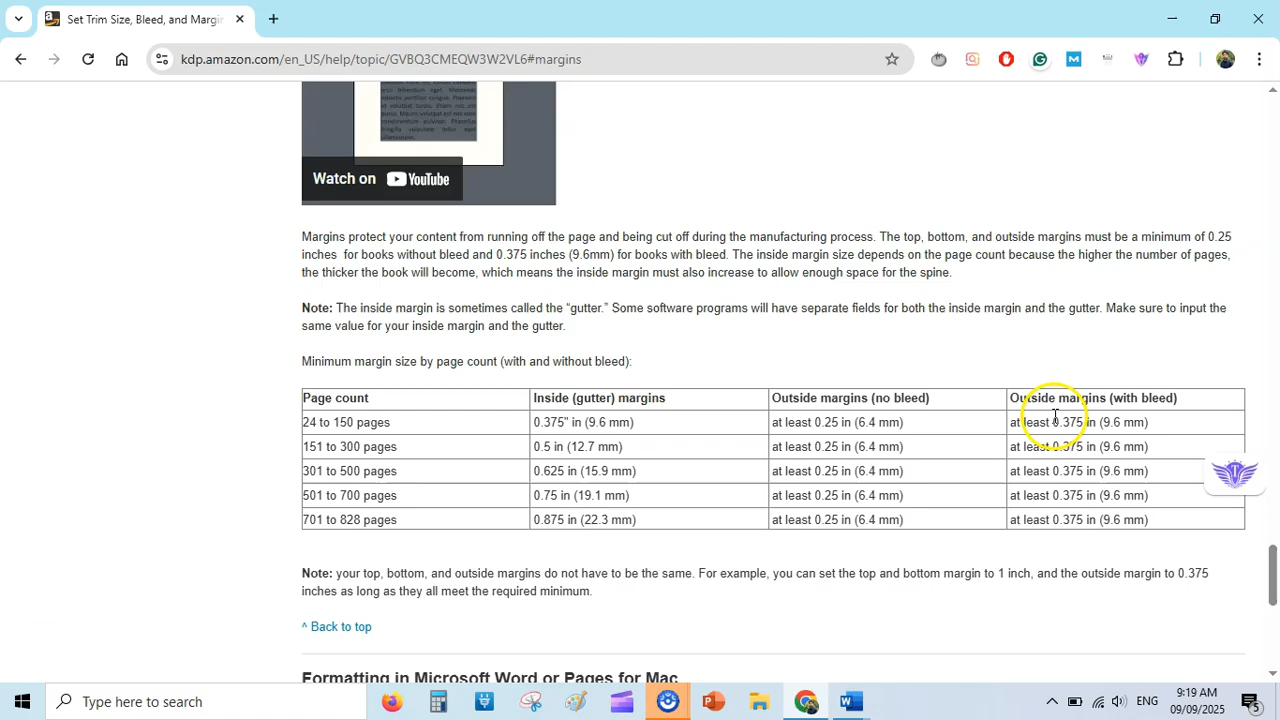 Set Trim Size, Bleed, and Margin
kdp.amazon.com/en_US/help/topic/GVBQ3CMEQW3W2VL6#margins
Watch on YouTube
Margins protect your content from running off the page and being cut off during the manufacturing process. The top, bottom, and outside margins must be a minimum of 0.25
inches for books without bleed and 0.375 inches (9.6mm) for books with bleed. The inside margin size depends on the page count because the higher the number of pages,
the thicker the book will become, which means the inside margin must also increase to allow enough space for the spine.
Note: The inside margin is sometimes called the “gutter.” Some software programs will have separate fields for both the inside margin and the gutter. Make sure to input the
same value for your inside margin and the gutter.
Minimum margin size by page count (with and without bleed):
Page count Inside (gutter) margins Outside margins (no bleed) Outside margins (with bleed)
24 to 150 pages 0.375" in (9.6 mm) at least 0.25 in (6.4 mm) at least 0.375 in (9.6 mm)
151 to 300 pages 0.5 in (12.7 mm) at least 0.25 in (6.4 mm) at least 0.375 in (9.6 mm)
301 to 500 pages 0.625 in (15.9 mm) at least 0.25 in (6.4 mm) at least 0.375 in (9.6 mm)
501 to 700 pages 0.75 in (19.1 mm) at least 0.25 in (6.4 mm) at least 0.375 in (9.6 mm)
701 to 828 pages 0.875 in (22.3 mm) at least 0.25 in (6.4 mm) at least 0.375 in (9.6 mm)
Note: your top, bottom, and outside margins do not have to be the same. For example, you can set the top and bottom margin to 1 inch, and the outside margin to 0.375
inches as long as they all meet the required minimum.
^ Back to top
Formatting in Microsoft Word or Pages for Mac
Type here to search
ENG
9:19 AM
09/09/2025
5